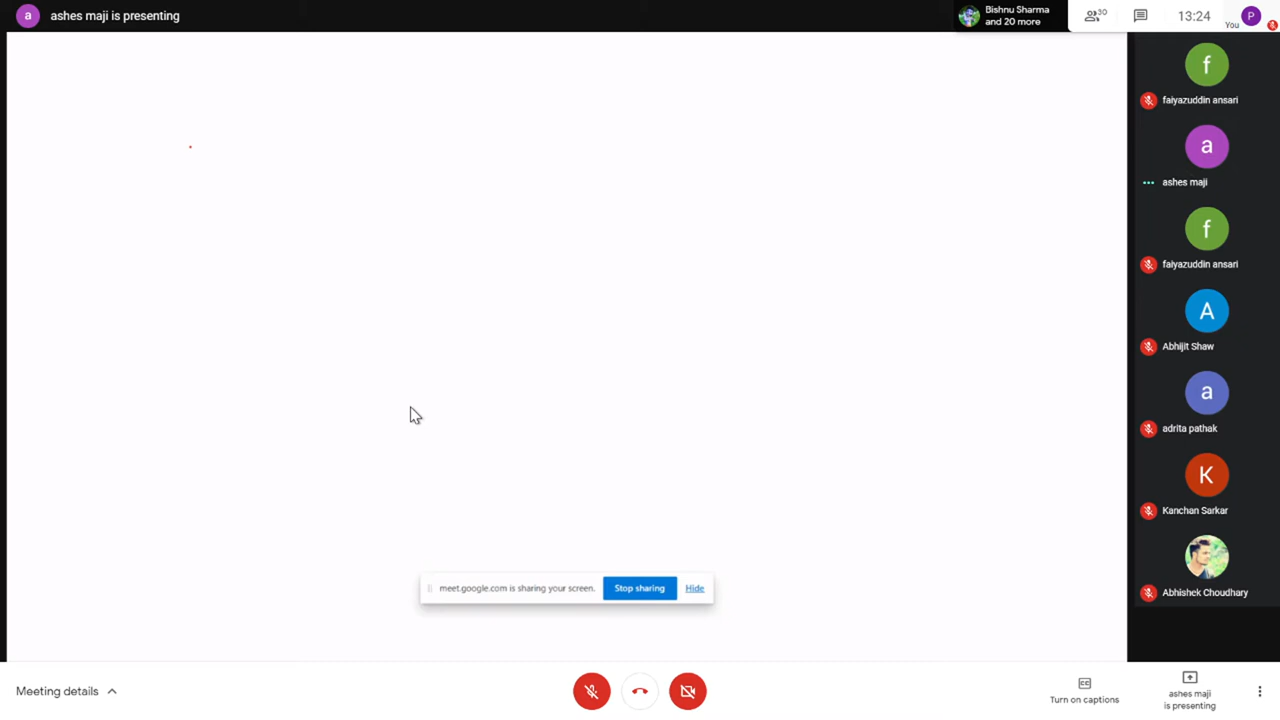 a
ashes maji is presenting
Bishnu Sharma
and 20 more
30
13:24
You
P
f
faiyazuddin ansari
a
ashes maji
f
faiyazuddin ansari
A
Abhijit Shaw
a
adrita pathak
K
Kanchan Sarkar
Abhishek Choudhary
meet.google.com is sharing your screen.
Stop sharing
Hide
Meeting details
CC
Turn on captions
ashes maji
is presenting